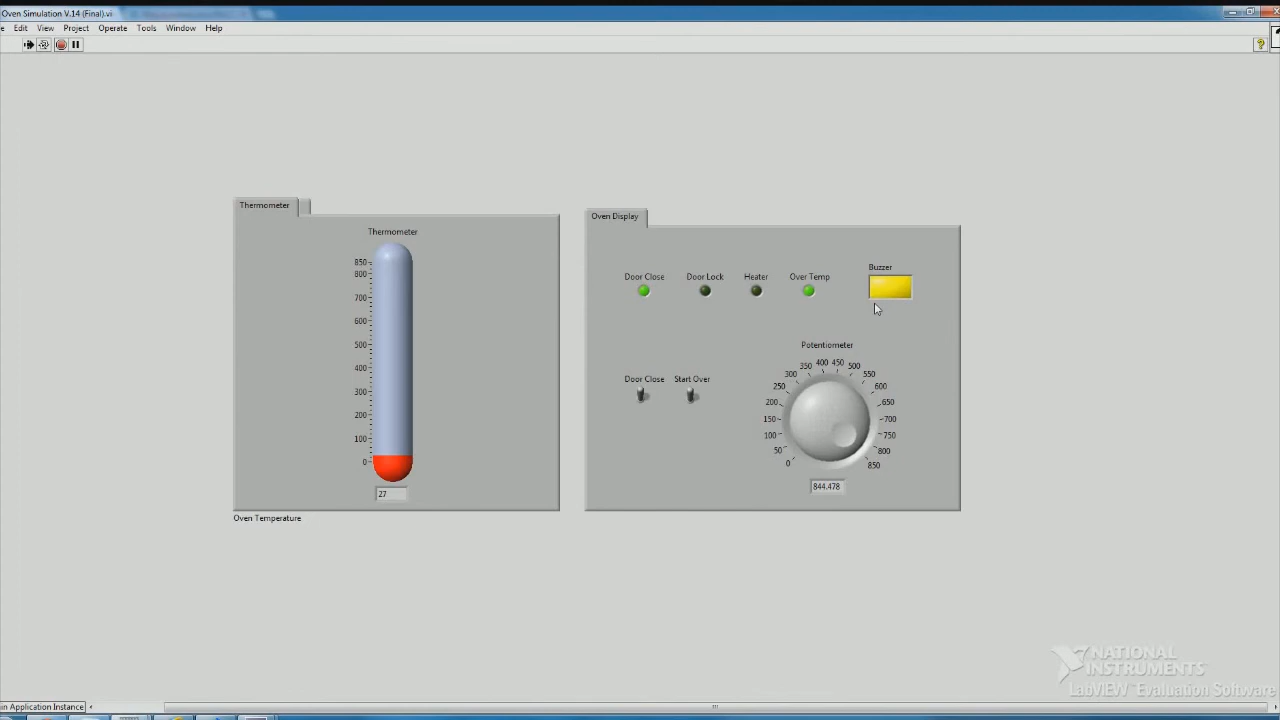 Oven Simulation V.14 (Final).vi
e Edit View Project Operate Tools Window Help
Thermometer
Thermometer
850
800
700
600
500
400
300
200
100
0
27
Oven Temperature
Oven Display
Door Close Door Lock Heater Over Temp
Buzzer
Door Close Start Over
Potentiometer
0
50
100
150
200
250
300
350
400
450
500
550
600
650
700
750
800
850
844.478
NATIONAL
INSTRUMENTS
LabVIEW Evaluation Software
in Application Instance